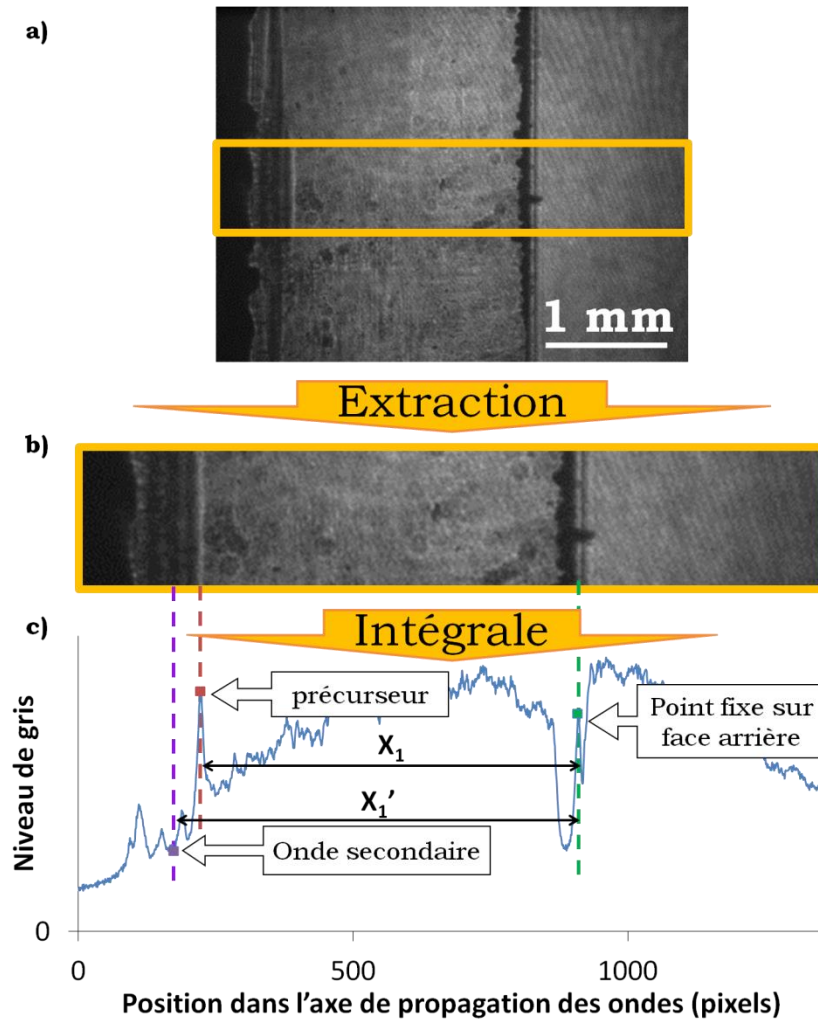 a)
1 mm
Extraction
b)
Intégrale
c)
précurseur
Point fixe sur
face arrière
X₁
X₁'
Onde secondaire
Niveau de gris
0
0
500
1000
Position dans l'axe de propagation des ondes (pixels)